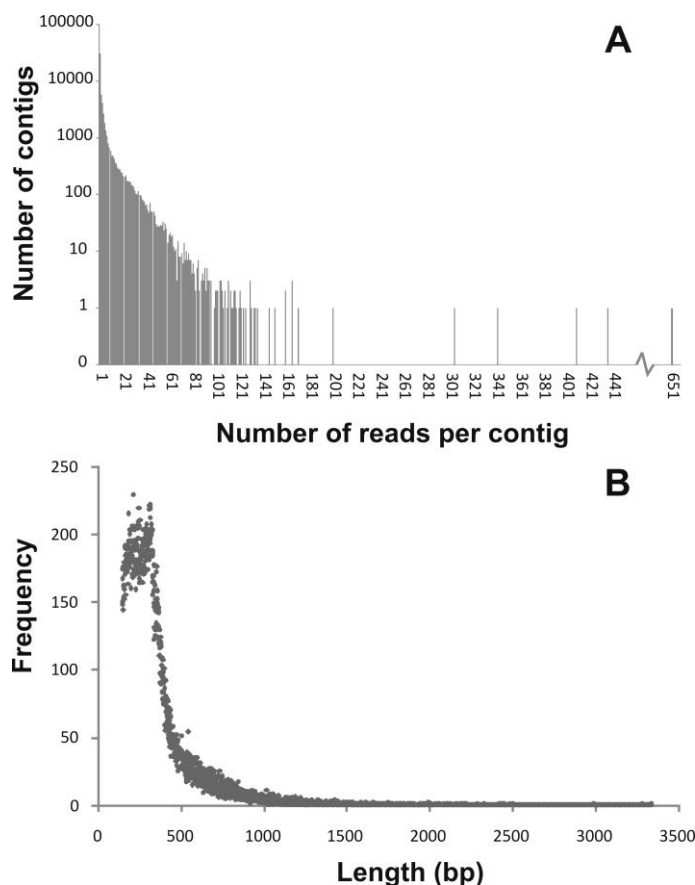 A
Number of contigs
100000
10000
1000
100
10
1
0
1 21 41 61 81 101 121 141 161 181 201 221 241 261 281 301 321 341 361 381 401 421 441 651
Number of reads per contig
B
Frequency
250
200
150
100
50
0
0 500 1000 1500 2000 2500 3000 3500
Length (bp)